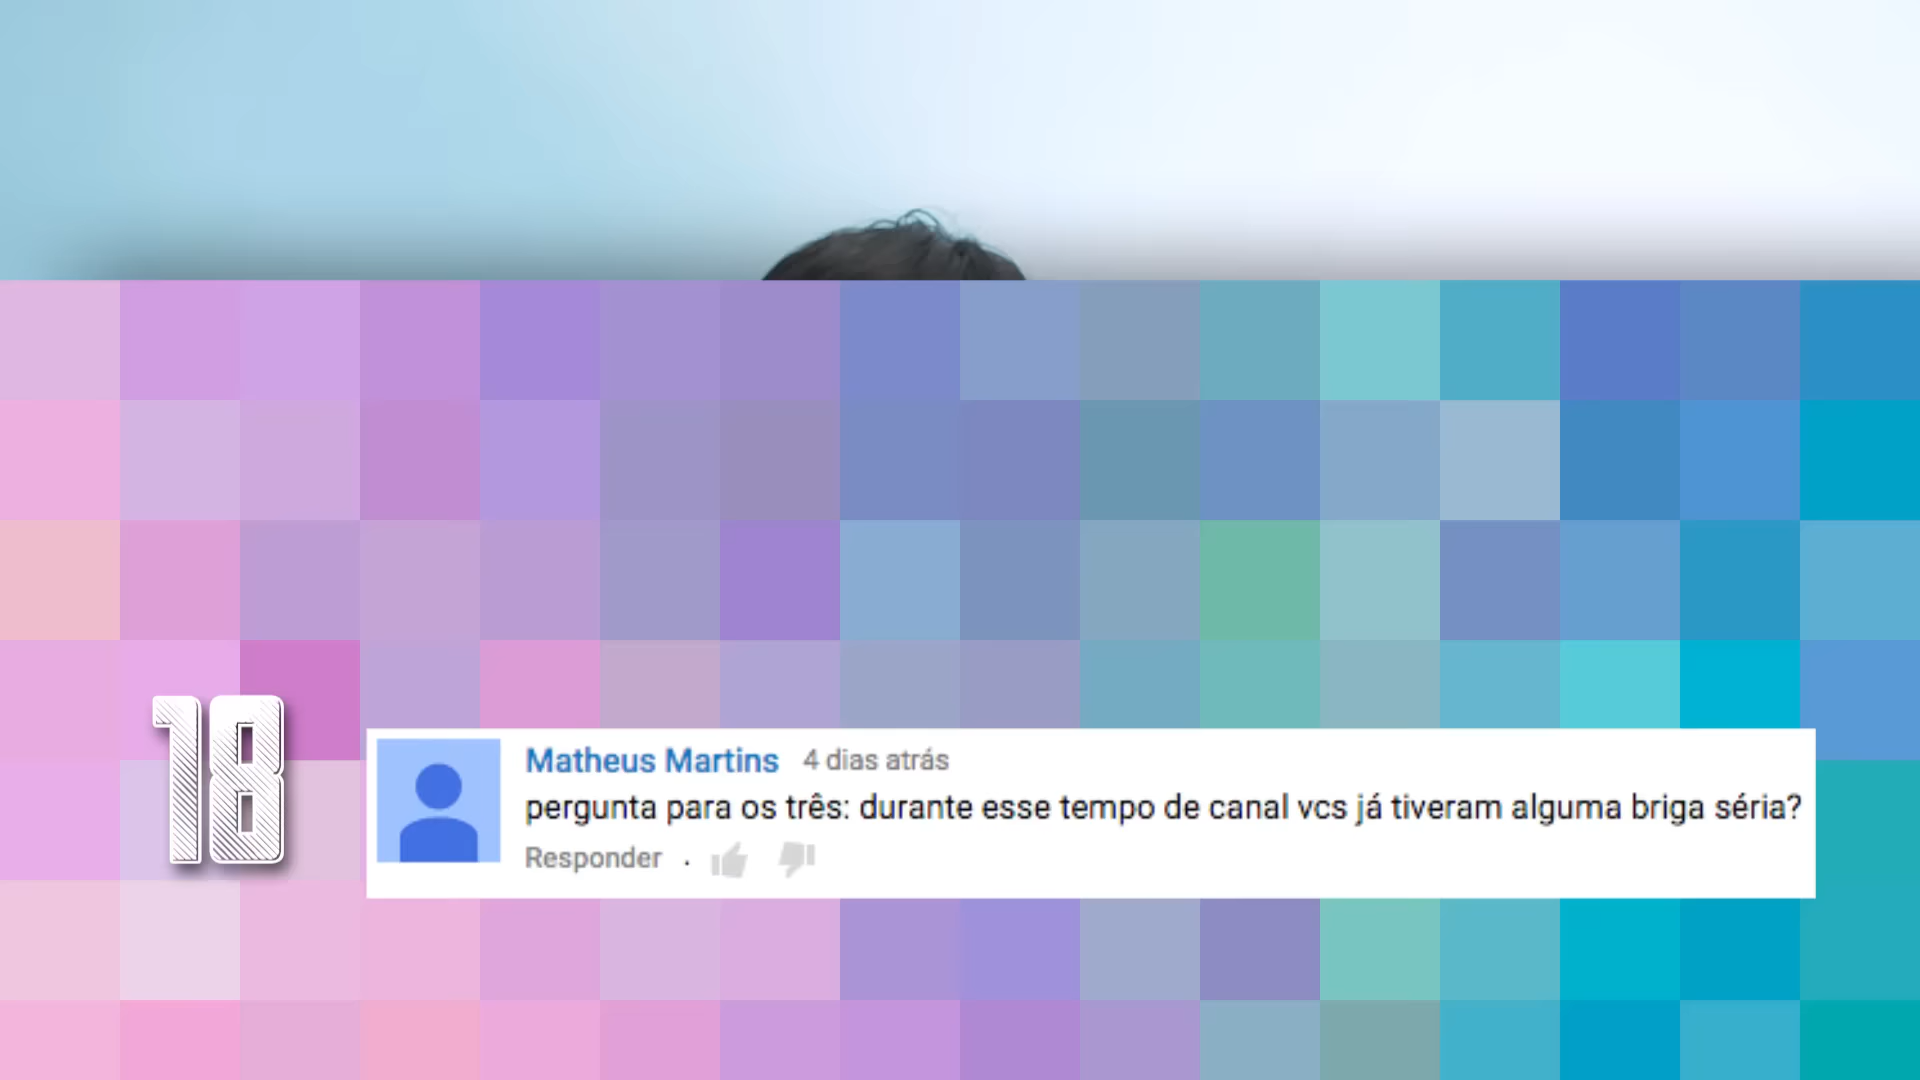 18
Matheus Martins 4 dias atrás
pergunta para os três: durante esse tempo de canal vcs já tiveram alguma briga séria?
Responder .